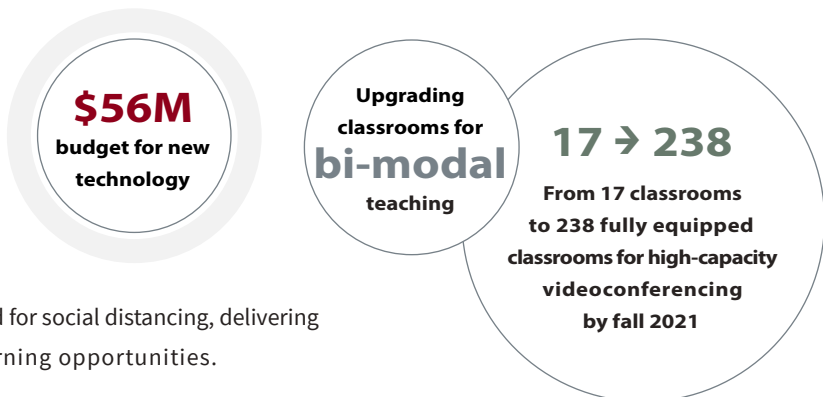 $56M
budget for new
technology
Upgrading
classrooms for
bi-modal
teaching
17 → 238
From 17 classrooms
to 238 fully equipped
classrooms for high-capacity
videoconferencing
by fall 2021
for social distancing, delivering
opportunities.